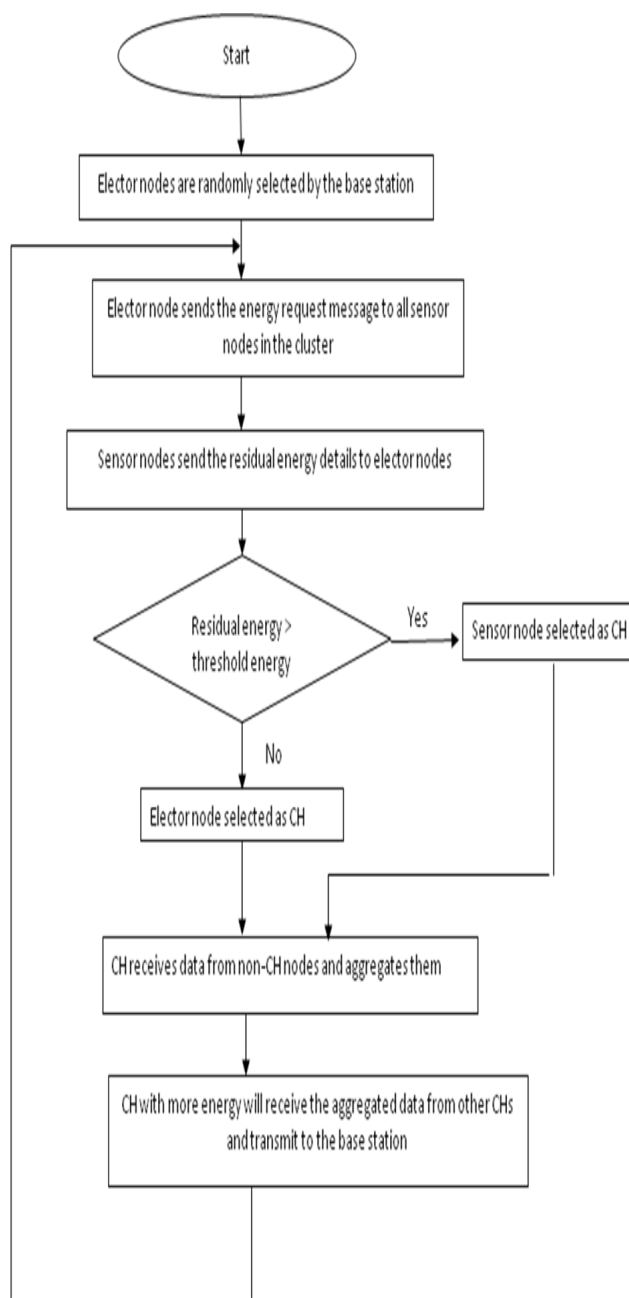 Start
Elector nodes are randomly selected by the base station
Elector node sends the energy request message to all sensor
nodes in the cluster
Sensor nodes send the residual energy details to elector nodes
Residual energy >
threshold energy
Yes
Sensor node selected as CH
No
Elector node selected as CH
CH receives data from non-CH nodes and aggregates them
CH with more energy will receive the aggregated data from other CHs
and transmit to the base station